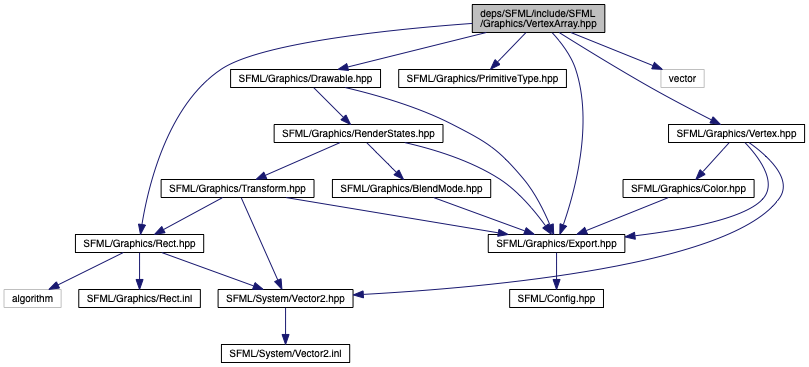 deps/SFML/include/SFML
/Graphics/VertexArray.hpp
SFML/Graphics/Drawable.hpp
SFML/Graphics/PrimitiveType.hpp
vector
SFML/Graphics/RenderStates.hpp
SFML/Graphics/Vertex.hpp
SFML/Graphics/Transform.hpp
SFML/Graphics/BlendMode.hpp
SFML/Graphics/Color.hpp
SFML/Graphics/Rect.hpp
SFML/Graphics/Export.hpp
algorithm
SFML/Graphics/Rect.inl
SFML/System/Vector2.hpp
SFML/Config.hpp
SFML/System/Vector2.inl